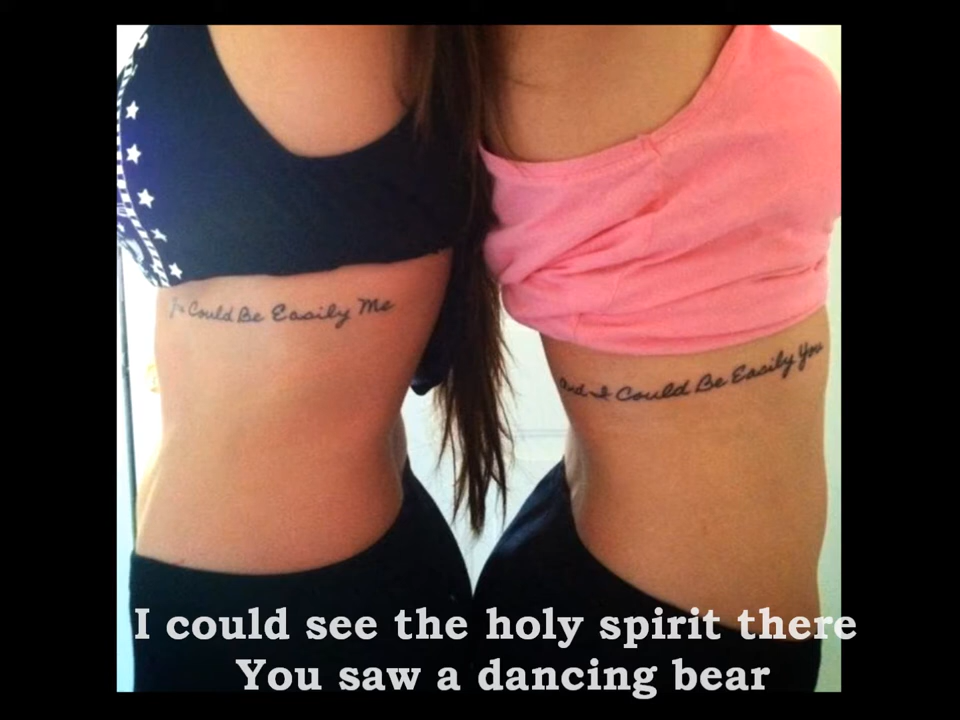 Could Be Easily Me
And I Could Be Easily You
I could see the holy spirit there
You saw a dancing bear